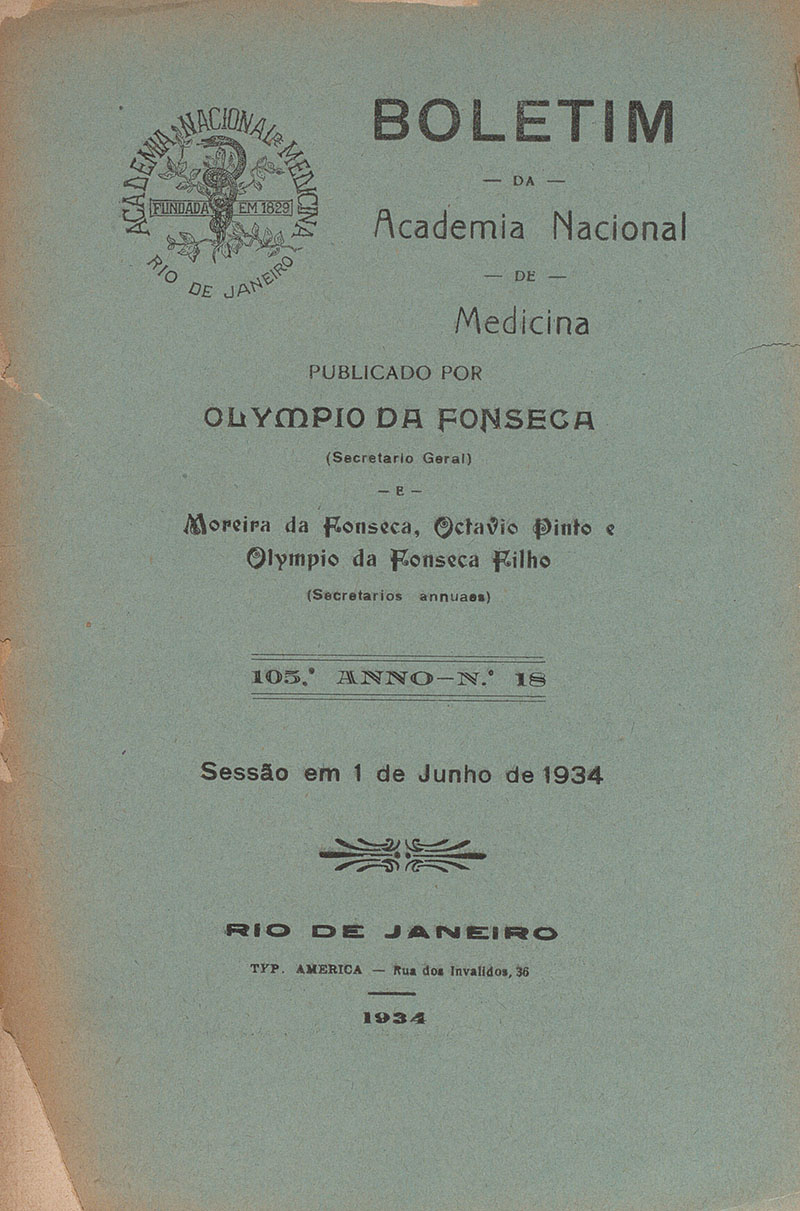 ACADEMIA NACIONAL DE MEDICINA
FUNDADA EM 1829
RIO DE JANEIRO
BOLETIM
— DA —
Academia Nacional
— DE —
Medicina
PUBLICADO POR
OLYMPIO DA FONSECA
(Secretario Geral)
— E —
Moreira da Fonseca, Octavio Pinto e
Olympio da Fonseca Filho
(Secretarios annuaes)
105.º ANNO—N.º 18
Sessão em 1 de Junho de 1934
RIO DE JANEIRO
TYP. AMERICA — Rua dos Invalidos, 36
1934